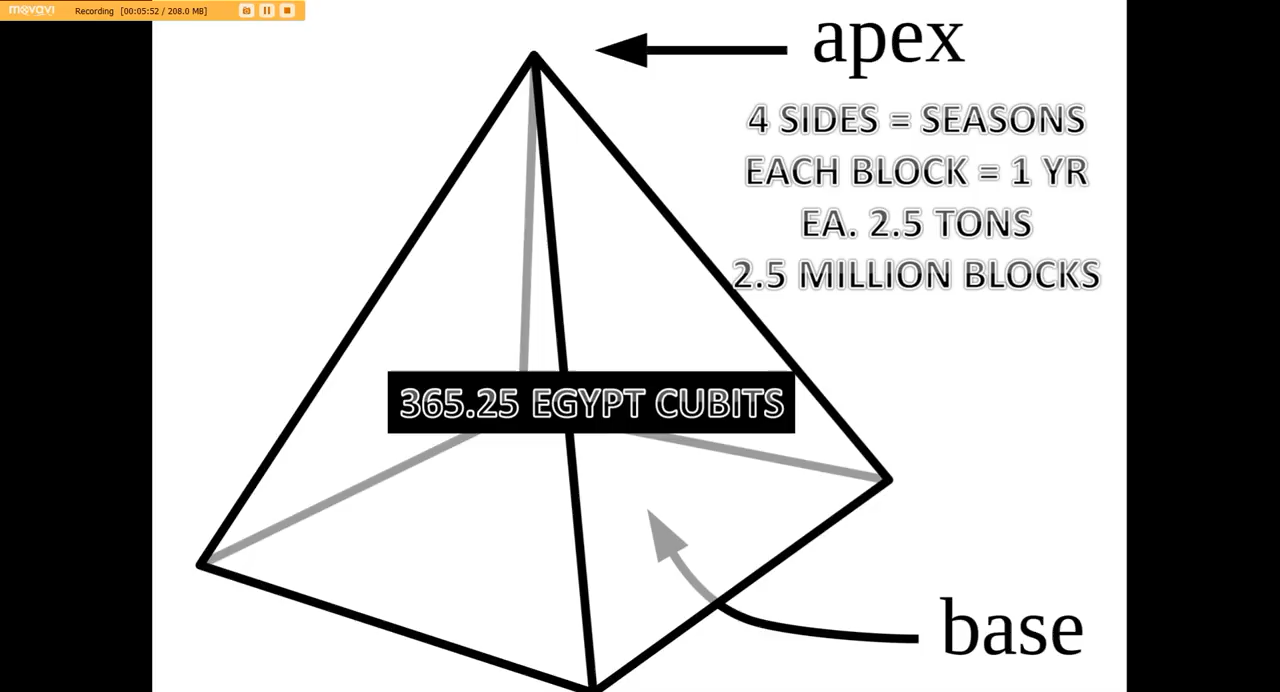 movavi Recording [00:05:52 / 208.0 MB]
apex
4 SIDES = SEASONS
EACH BLOCK = 1 YR
EA. 2.5 TONS
2.5 MILLION BLOCKS
365.25 EGYPT CUBITS
base